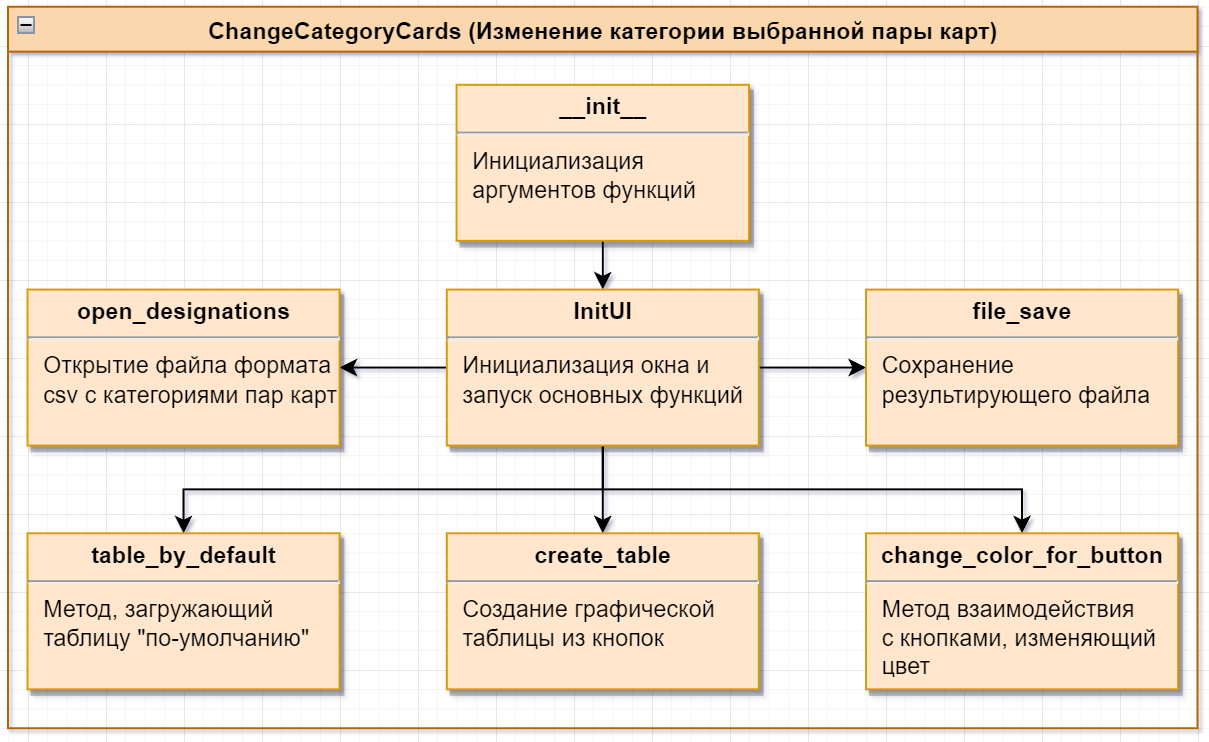 ChangeCategoryCards (Изменение категории выбранной пары карт)
__init__
Инициализация
аргументов функций
open_designations
Открытие файла формата
csv с категориями пар карт
InitUI
Инициализация окна и
запуск основных функций
file_save
Сохранение
результирующего файла
table_by_default
Метод, загружающий
таблицу "по-умолчанию"
create_table
Создание графической
таблицы из кнопок
change_color_for_button
Метод взаимодействия
с кнопками, изменяющий
цвет